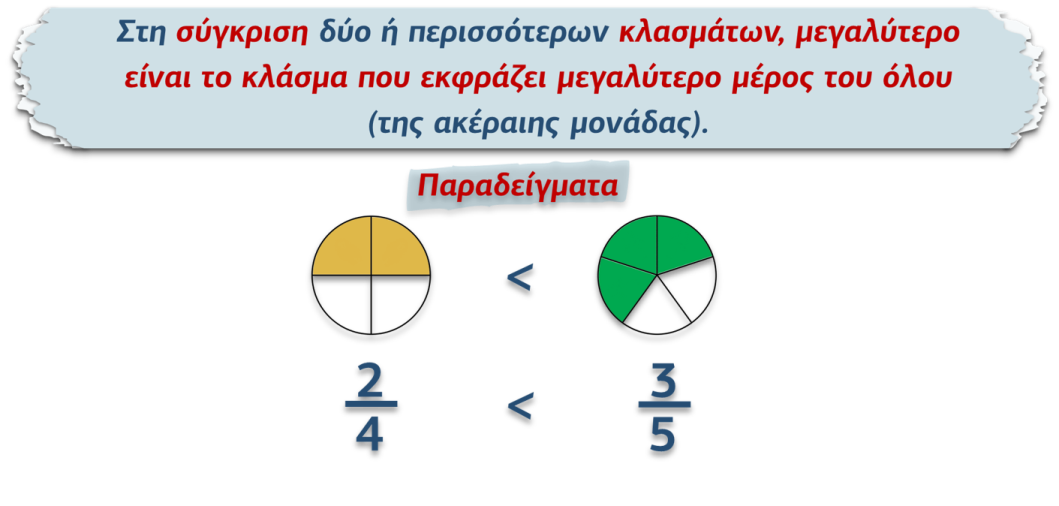 Στη σύγκριση δύο ή περισσότερων κλασμάτων, μεγαλύτερο
είναι το κλάσμα που εκφράζει μεγαλύτερο μέρος του όλου
(της ακέραιης μονάδας).
Παραδείγματα
<
2/4 < 3/5